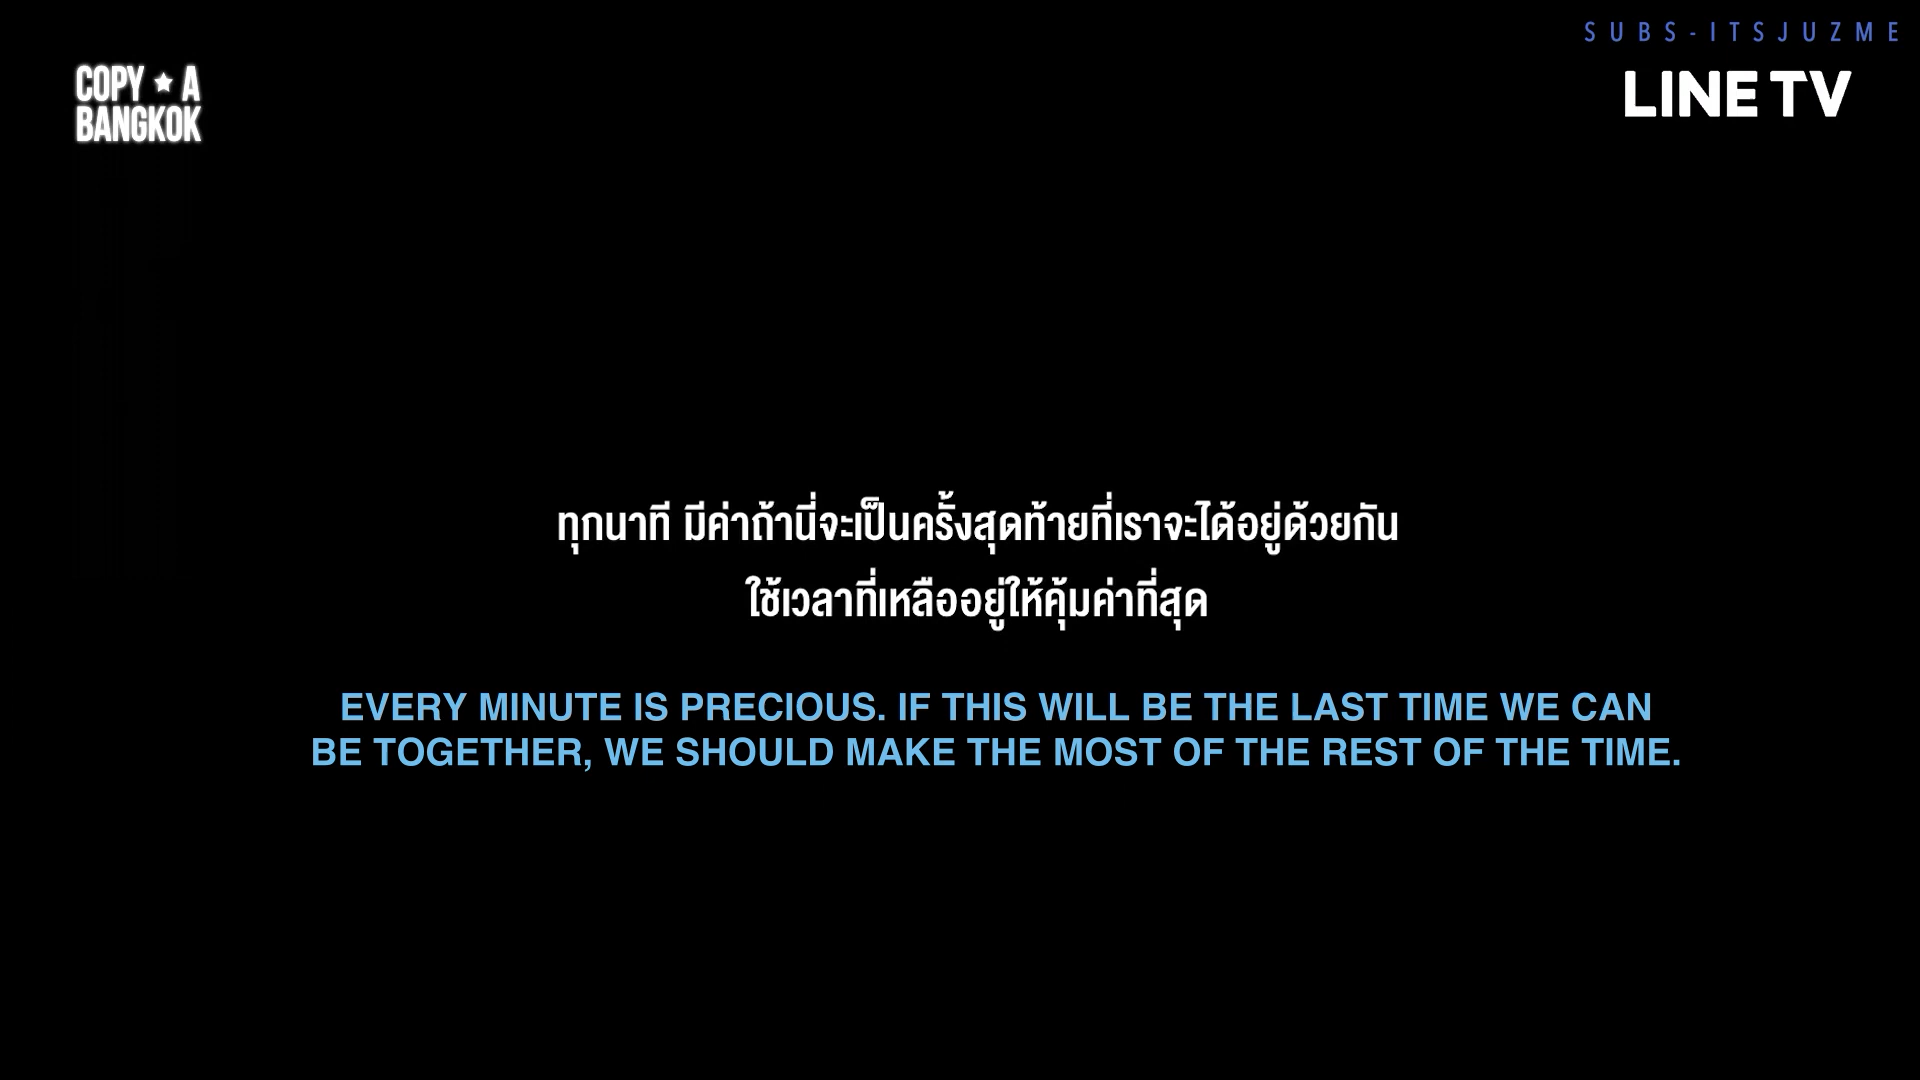 SUBS-ITSJUZME
COPY ★ A
BANGKOK
LINE TV
ทุกนาที มีค่าถ้านี่จะเป็นครั้งสุดท้ายที่เราจะได้อยู่ด้วยกัน
ใช้เวลาที่เหลืออยู่ให้คุ้มค่าที่สุด
EVERY MINUTE IS PRECIOUS. IF THIS WILL BE THE LAST TIME WE CAN
BE TOGETHER, WE SHOULD MAKE THE MOST OF THE REST OF THE TIME.